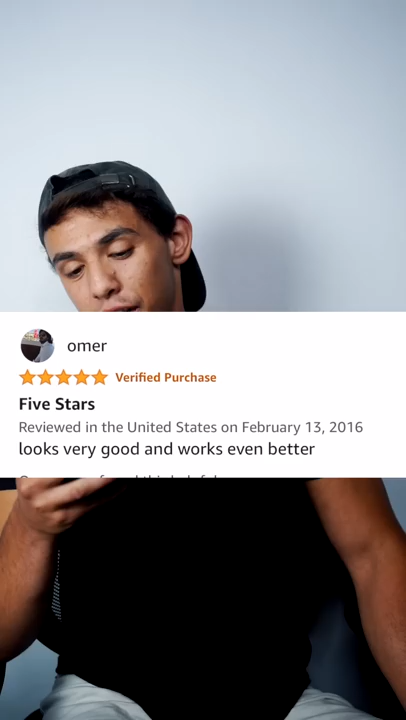 omer
Verified Purchase
Five Stars
Reviewed in the United States on February 13, 2016
looks very good and works even better